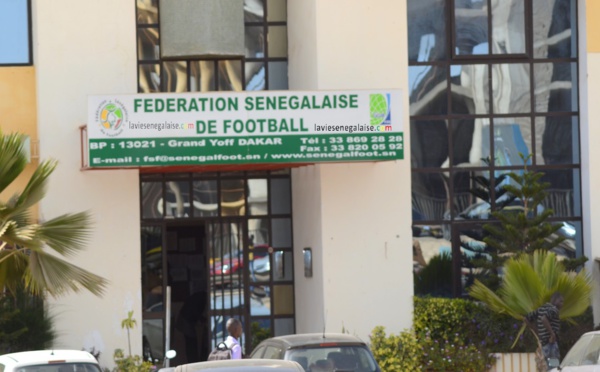 FEDERATION SENEGALAISE
laviesenegalaise.com DE FOOTBALL laviesenegalaise.com
BP : 13021 - Grand Yoff DAKAR Tél : 33 869 28 28
Fax : 33 820 05 92
E-mail : fsf@senegalfoot.sn / www.senegalfoot.sn